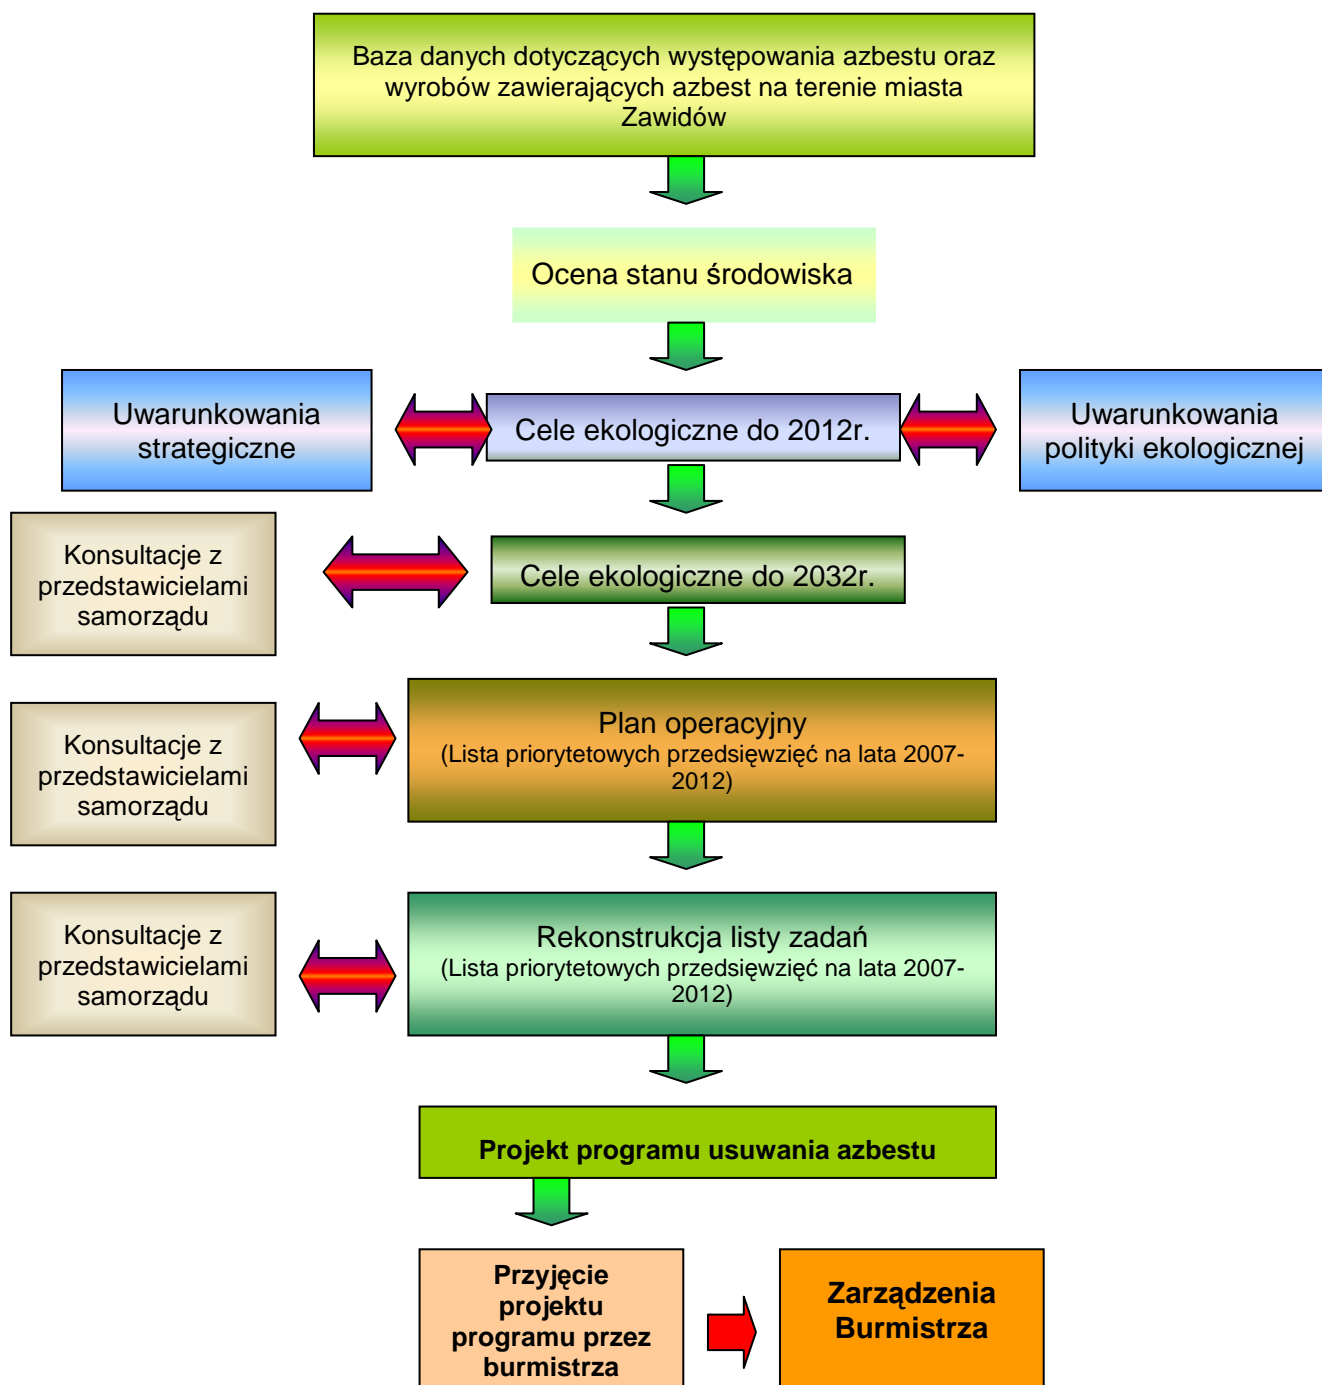 Baza danych dotyczących występowania azbestu oraz
wyrobów zawierających azbest na terenie miasta
Zawidów
Ocena stanu środowiska
Uwarunkowania
strategiczne
Cele ekologiczne do 2012r.
Uwarunkowania
polityki ekologicznej
Konsultacje z
przedstawicielami
samorządu
Cele ekologiczne do 2032r.
Konsultacje z
przedstawicielami
samorządu
Plan operacyjny
(Lista priorytetowych przedsięwzięć na lata 2007-
2012)
Konsultacje z
przedstawicielami
samorządu
Rekonstrukcja listy zadań
(Lista priorytetowych przedsięwzięć na lata 2007-
2012)
Projekt programu usuwania azbestu
Przyjęcie
projektu
programu przez
burmistrza
Zarządzenia
Burmistrza